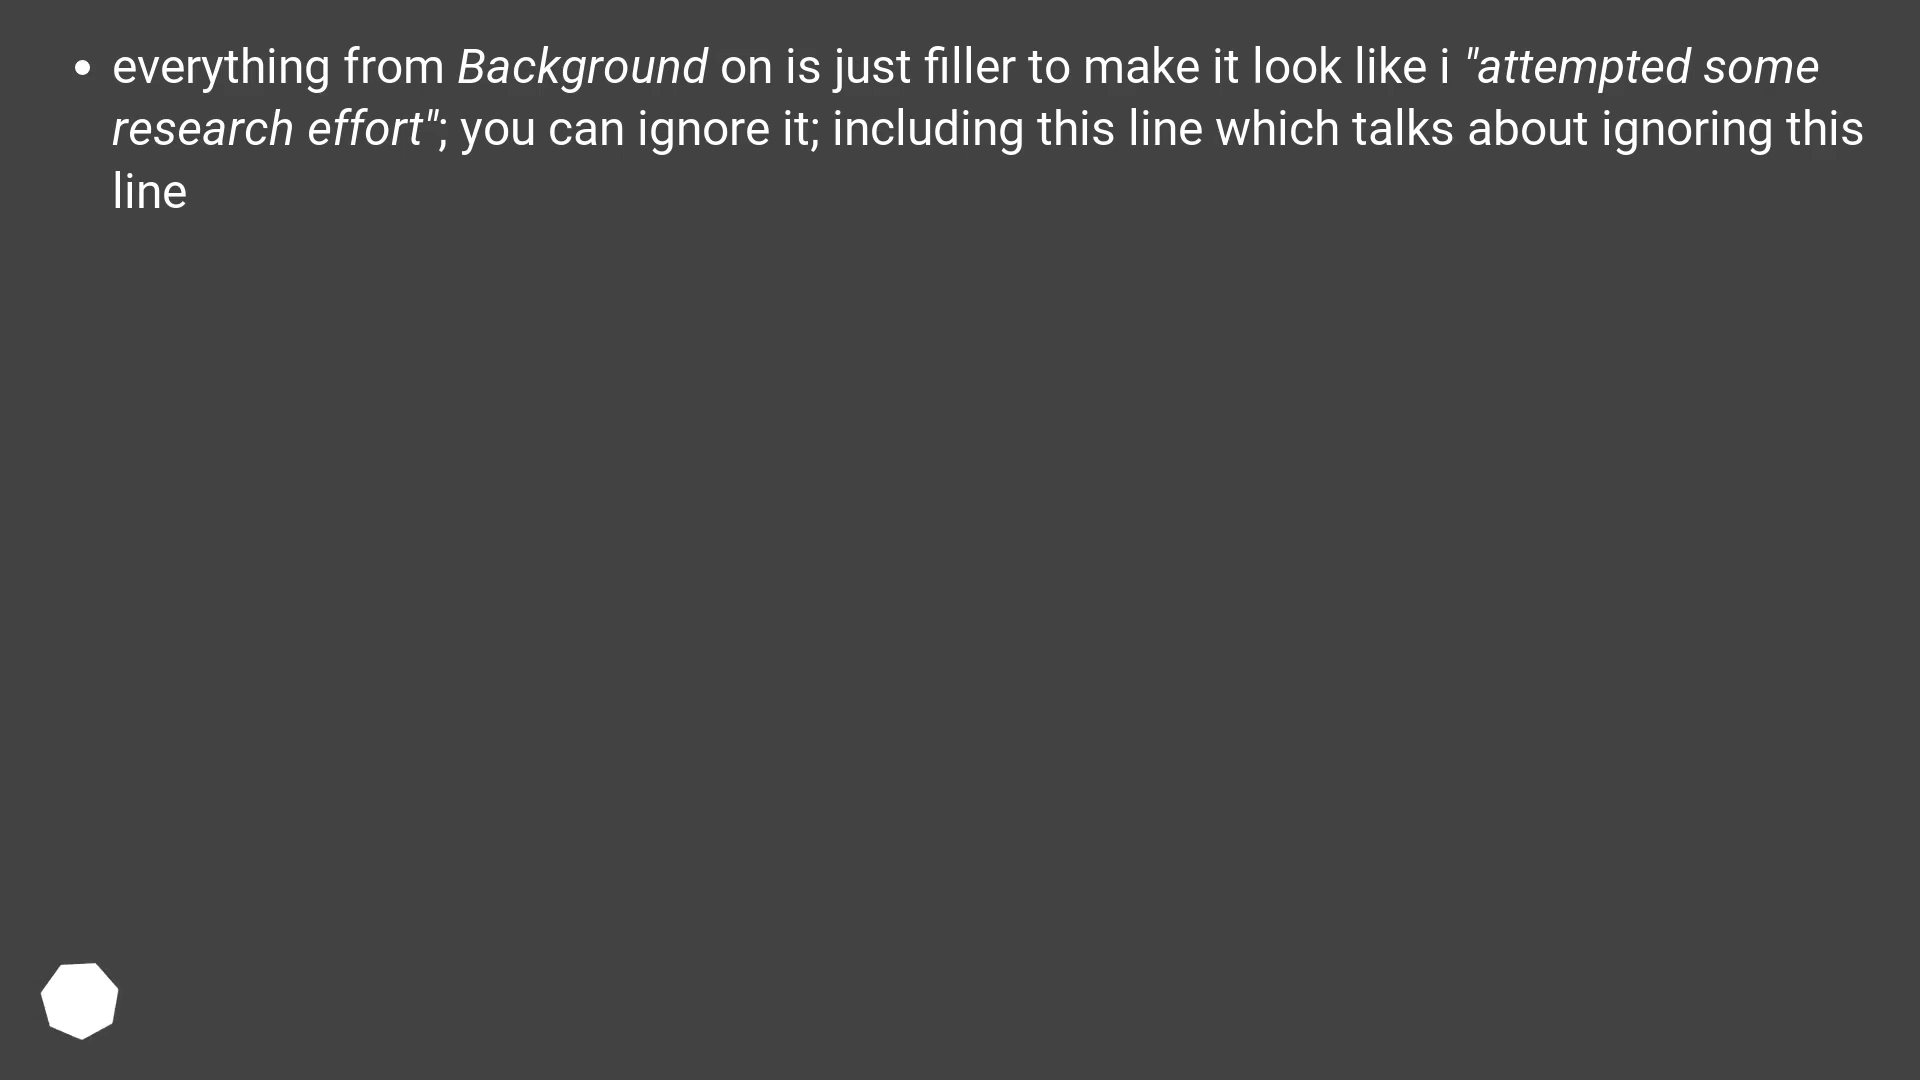 • everything from Background on is just filler to make it look like i "attempted some
research effort"; you can ignore it; including this line which talks about ignoring this
line